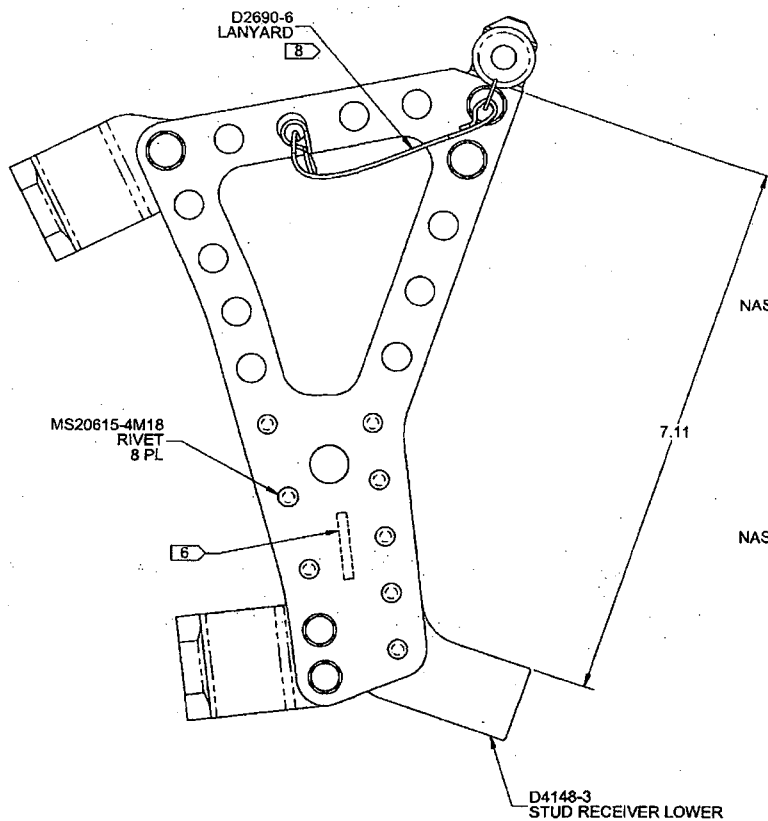 D2690-6
LANYARD
8
NAS
MS20615-4M18
RIVET
8 PL
7.11
6
NAS
D4148-3
STUD RECEIVER LOWER